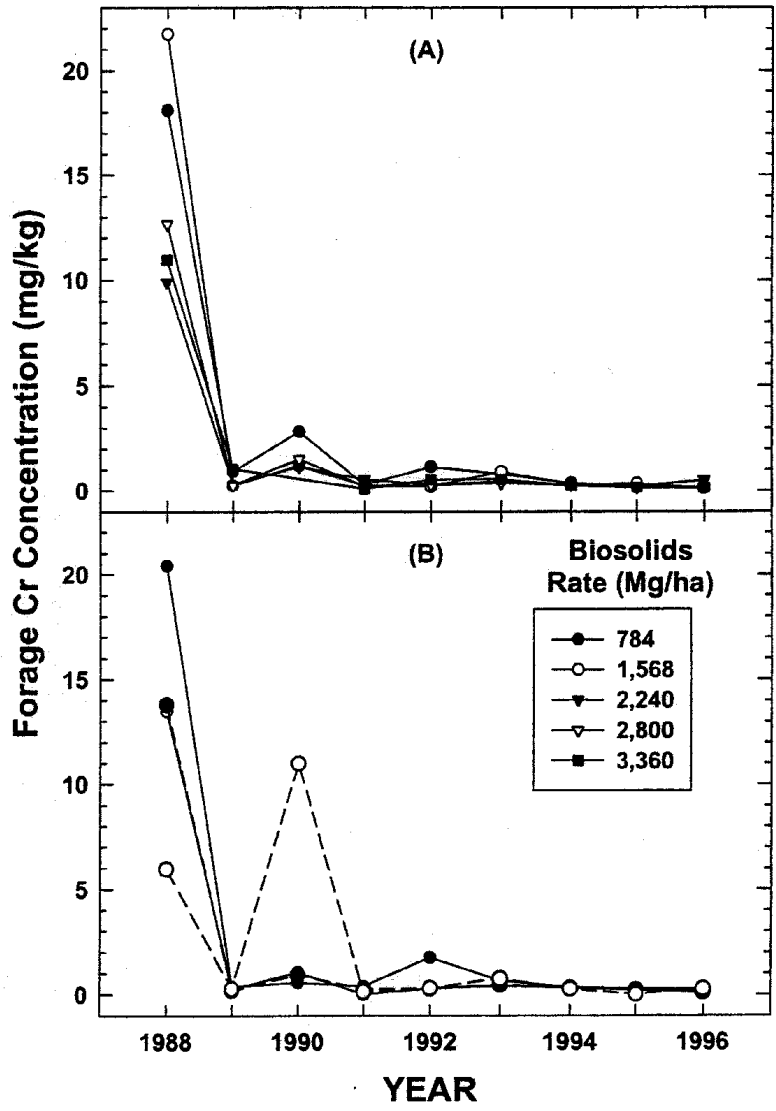 (A)
20
15
10
5
0
Forage Cr Concentration (mg/kg)
(B)
Biosolids
Rate (Mg/ha)
784
1,568
2,240
2,800
3,360
20
15
10
5
0
1988 1990 1992 1994 1996
YEAR